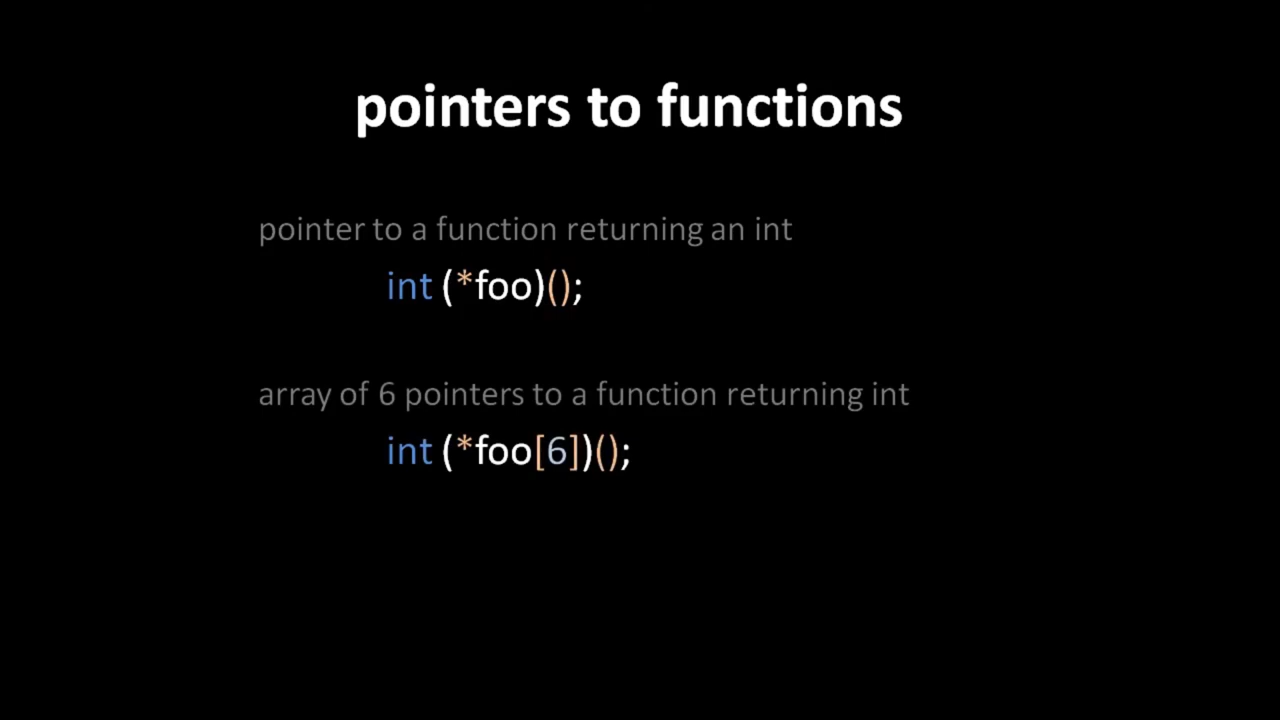 pointers to functions
pointer to a function returning an int
int (*foo)();
array of 6 pointers to a function returning int
int (*foo[6])();